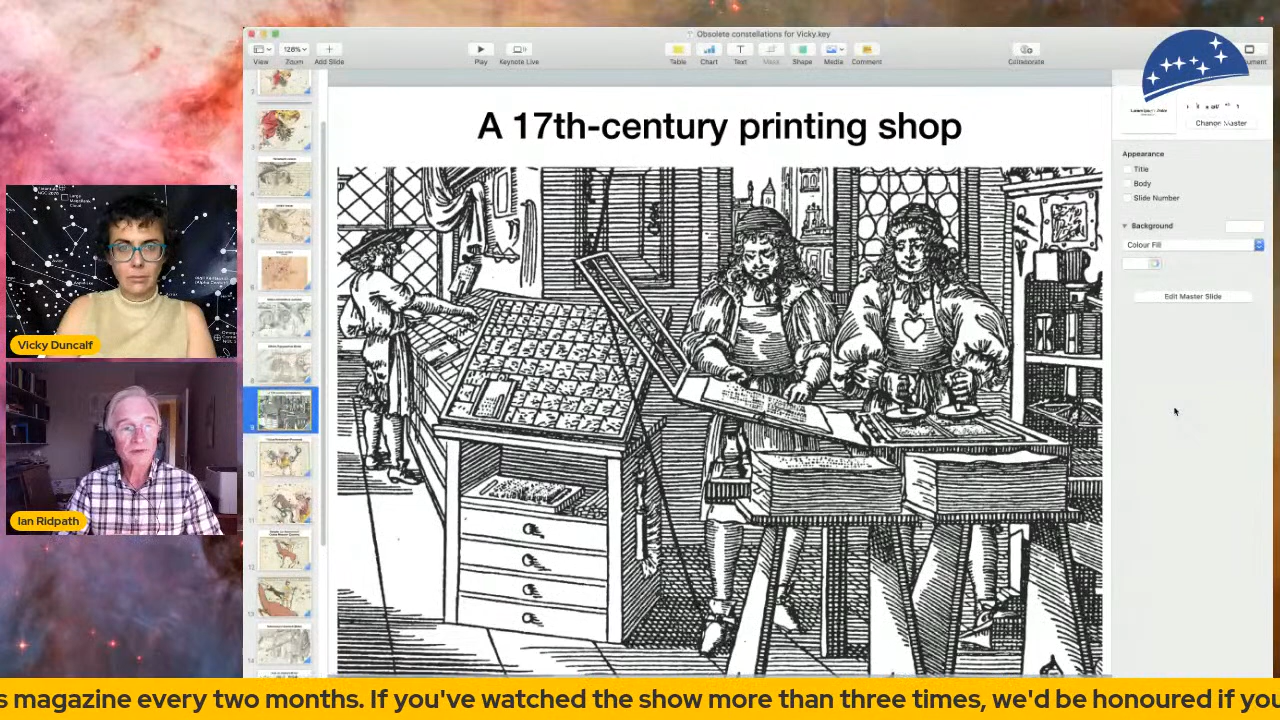 Obsolete constellations for Vicky.key
128%
View
Zoom
Add Slide
Play
Keynote Live
Table
Chart
Text
Shape
Media
Comment
Collaborate
A 17th-century printing shop
Change Master
Appearance
Title
Body
Slide Number
Background
Colour Fill
Edit Master Slide
Vicky Duncalf
Ian Ridpath
s magazine every two months. If you've watched the show more than three times, we'd be honoured if you